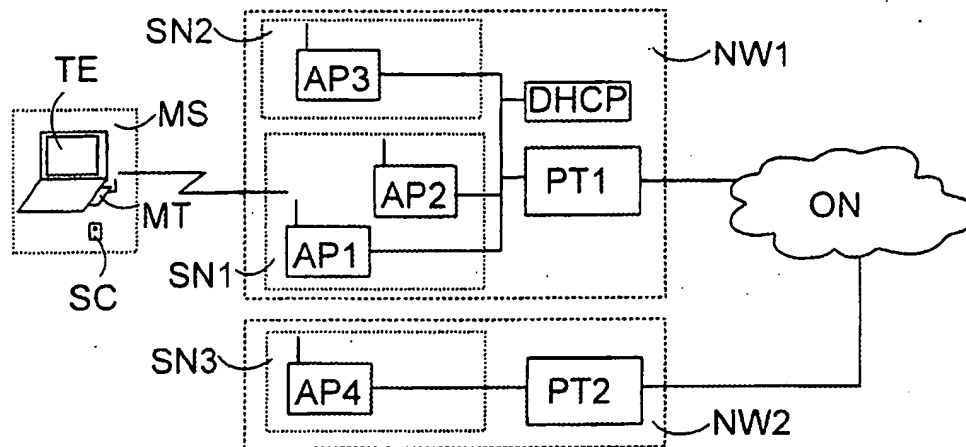 SN2
NW1
TE
AP3
MS
DHCP
AP2
PT1
ON
MT
AP1
SC
SN1
SN3
AP4
PT2
NW2